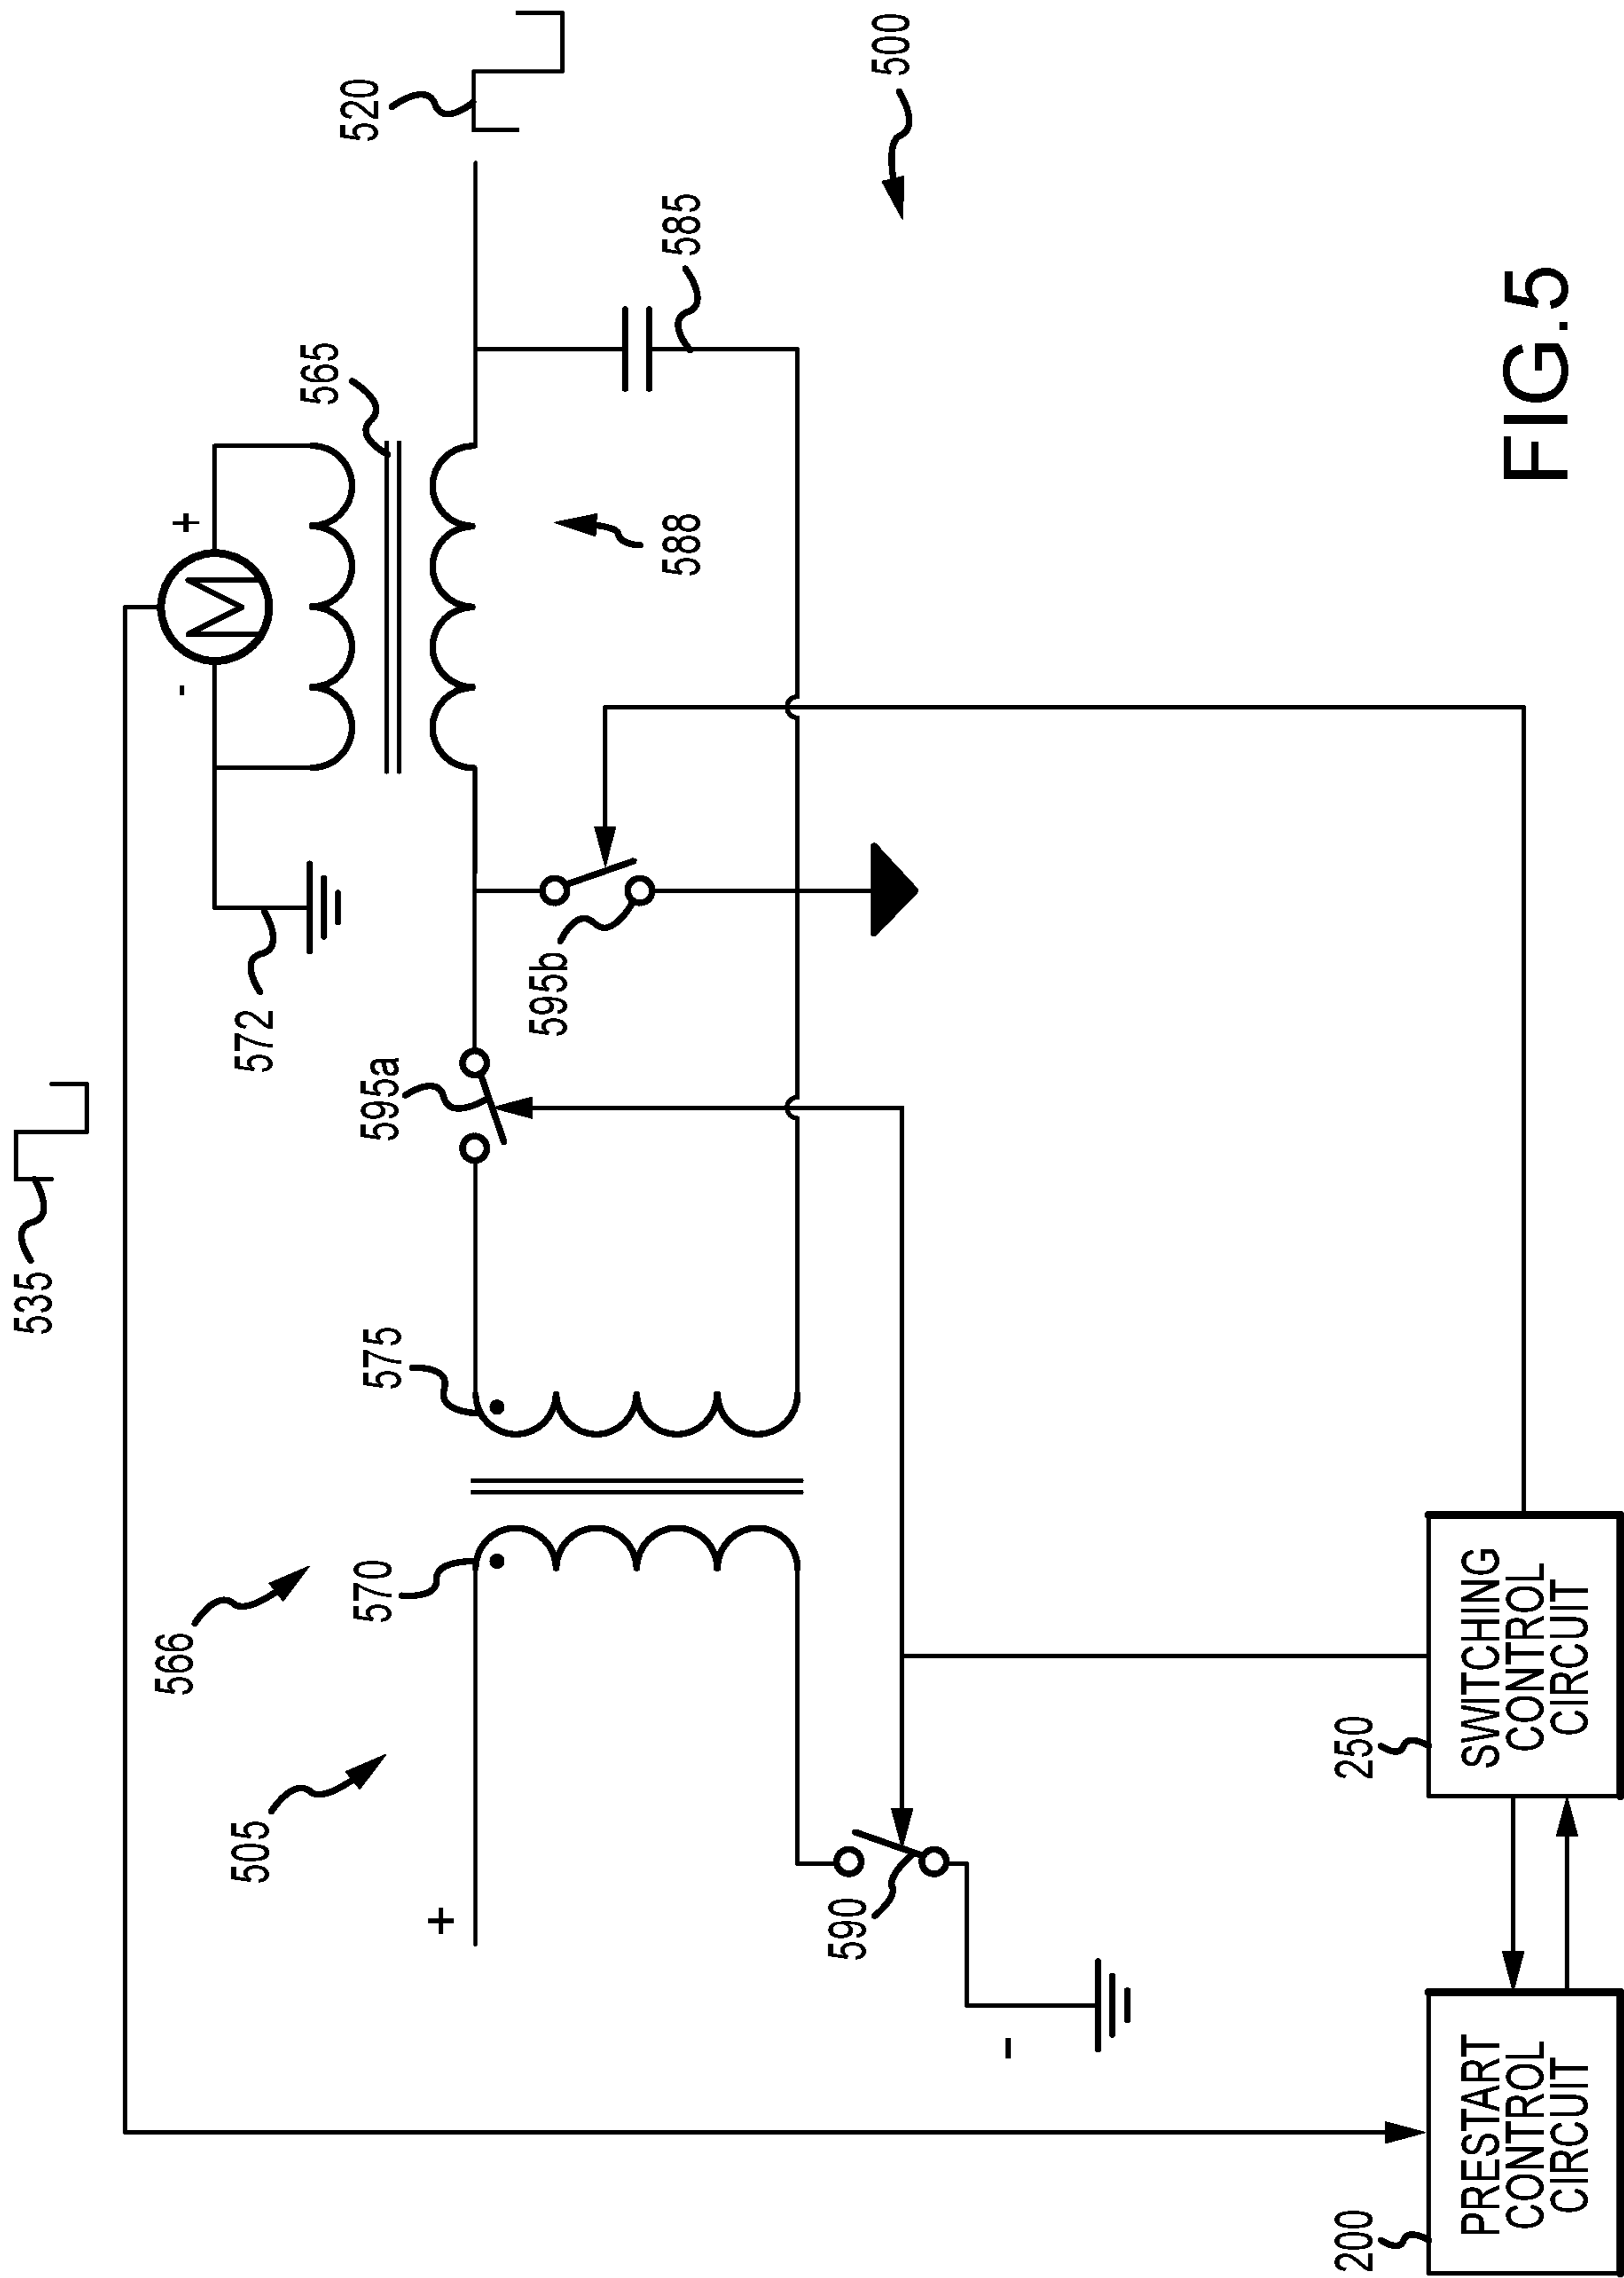 535
520
572
565
+
M
-
595a
595b
588
585
500
566
505
570
575
+
590
-
200
PRESTART
CONTROL
CIRCUIT
250
SWITCHING
CONTROL
CIRCUIT
FIG.5